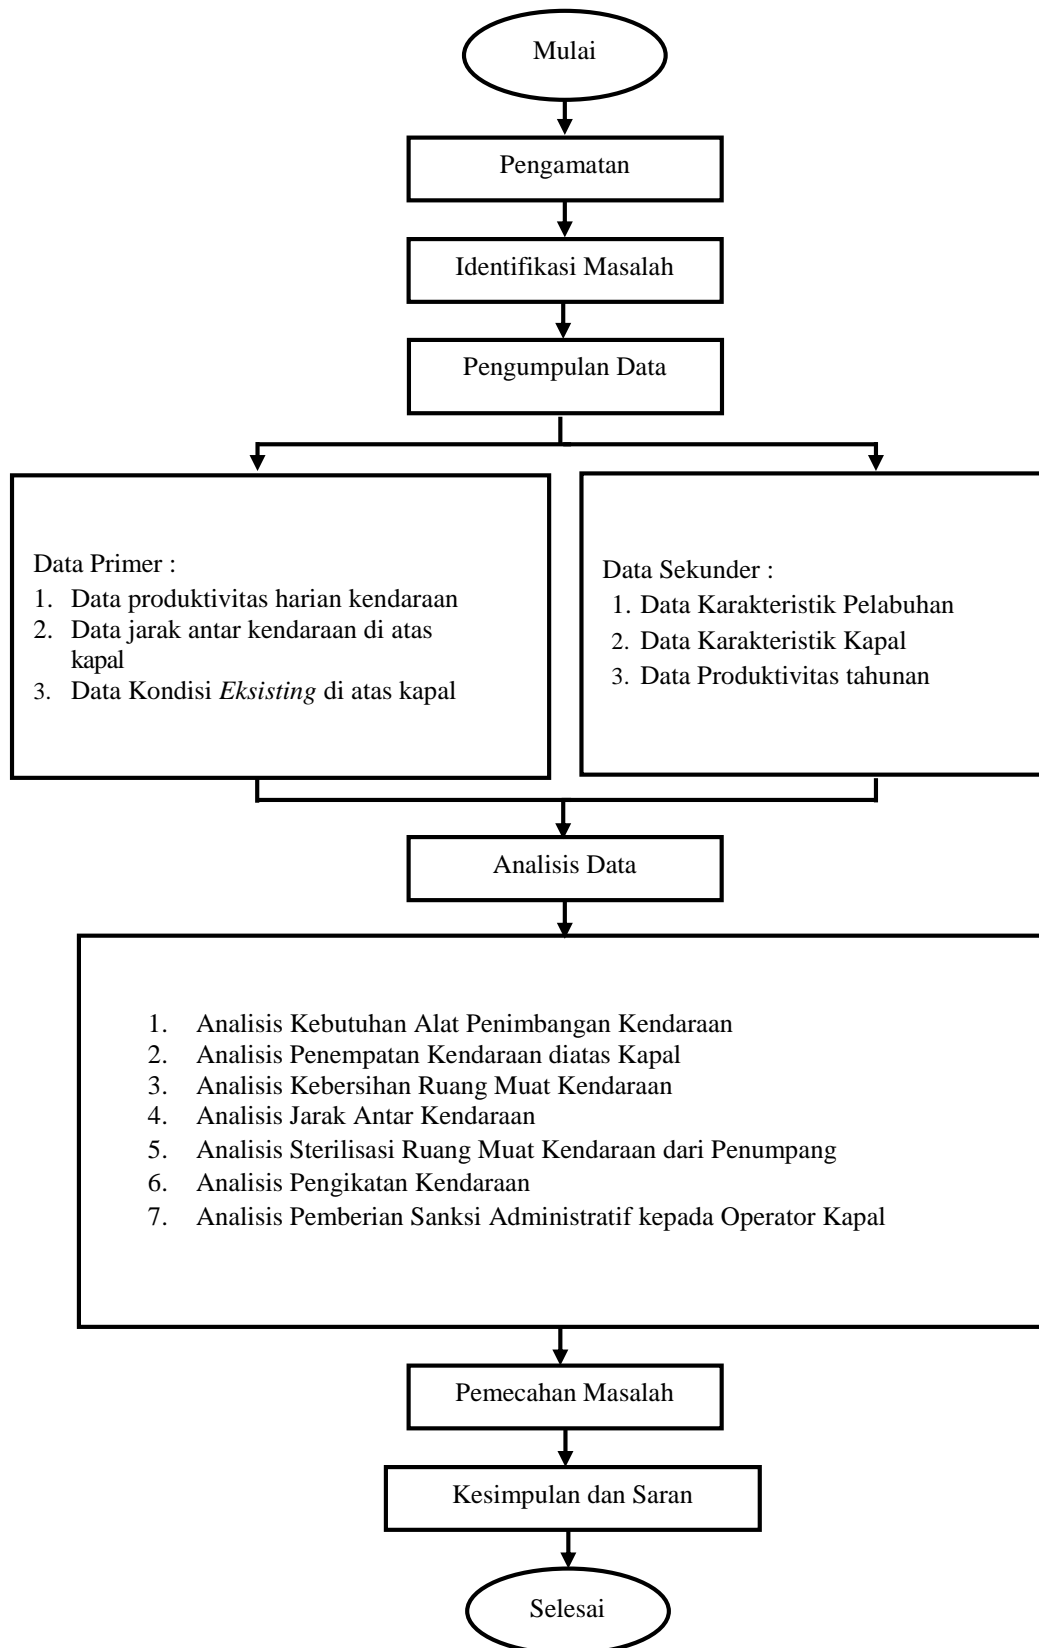 Mulai
Pengamatan
Identifikasi Masalah
Pengumpulan Data
Data Primer :
1. Data produktivitas harian kendaraan
2. Data jarak antar kendaraan di atas
kapal
3. Data Kondisi Eksisting di atas kapal
Data Sekunder :
1. Data Karakteristik Pelabuhan
2. Data Karakteristik Kapal
3. Data Produktivitas tahunan
Analisis Data
1. Analisis Kebutuhan Alat Penimbangan Kendaraan
2. Analisis Penempatan Kendaraan diatas Kapal
3. Analisis Kebersihan Ruang Muat Kendaraan
4. Analisis Jarak Antar Kendaraan
5. Analisis Sterilisasi Ruang Muat Kendaraan dari Penumpang
6. Analisis Pengikatan Kendaraan
7. Analisis Pemberian Sanksi Administratif kepada Operator Kapal
Pemecahan Masalah
Kesimpulan dan Saran
Selesai